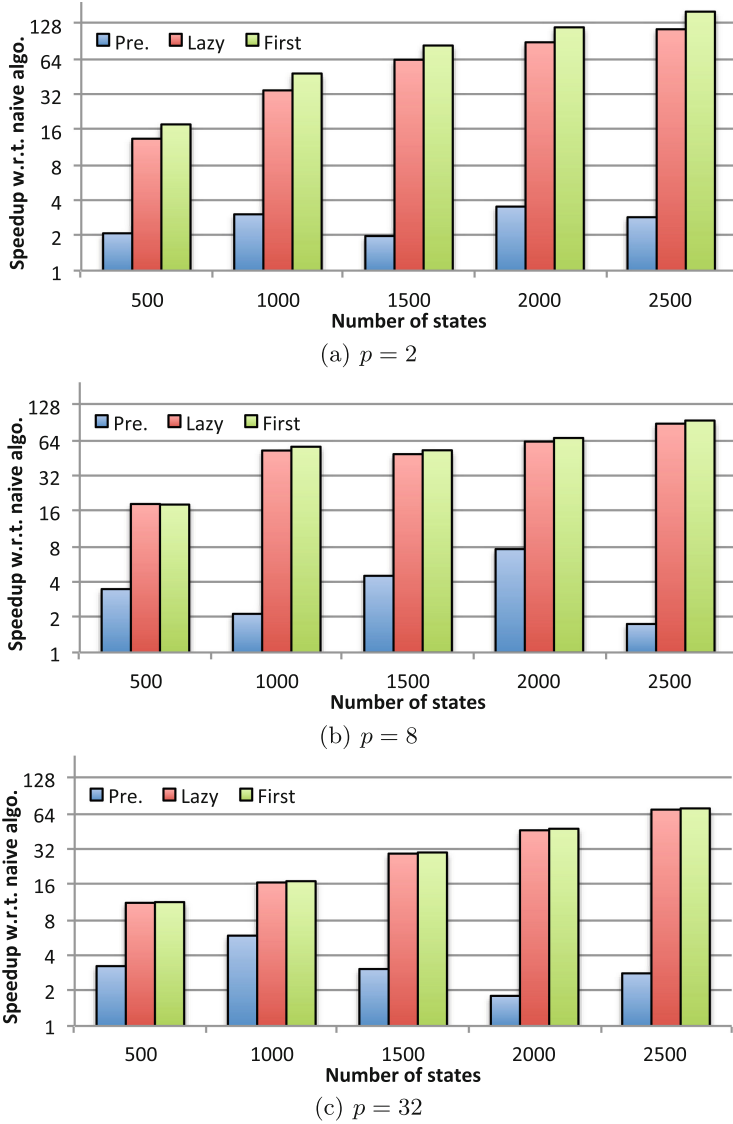 Speedup w.r.t. naive algo.
128
64
32
16
8
4
2
1
Pre. Lazy First
500 1000 1500 2000 2500
Number of states
(a) p = 2
Speedup w.r.t. naive algo.
128
64
32
16
8
4
2
1
Pre. Lazy First
500 1000 1500 2000 2500
Number of states
(b) p = 8
Speedup w.r.t. naive algo.
128
64
32
16
8
4
2
1
Pre. Lazy First
500 1000 1500 2000 2500
Number of states
(c) p = 32